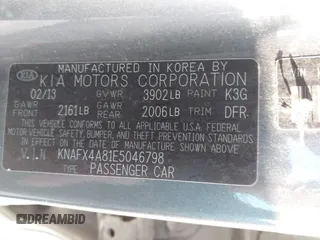 MANUFACTURED IN KOREA BY
KIA KIA MOTORS CORPORATION
02/13 GVWR 3902LB PAINT K3G
GAWR FRONT 2161LB GAWR REAR 2006LB TRIM DFR
THIS VEHICLE CONFORMS TO ALL APPLICABLE U.S. FEDERAL
MOTOR VEHICLE SAFETY, BUMPER, AND THEFT PREVENTION STANDARDS
IN EFFECT ON THE DATE OF MANUFACTURE SHOWN ABOVE.
V.I.N KNAFX4A81E5046798
TYPE: PASSENGER CAR
DREAMBID